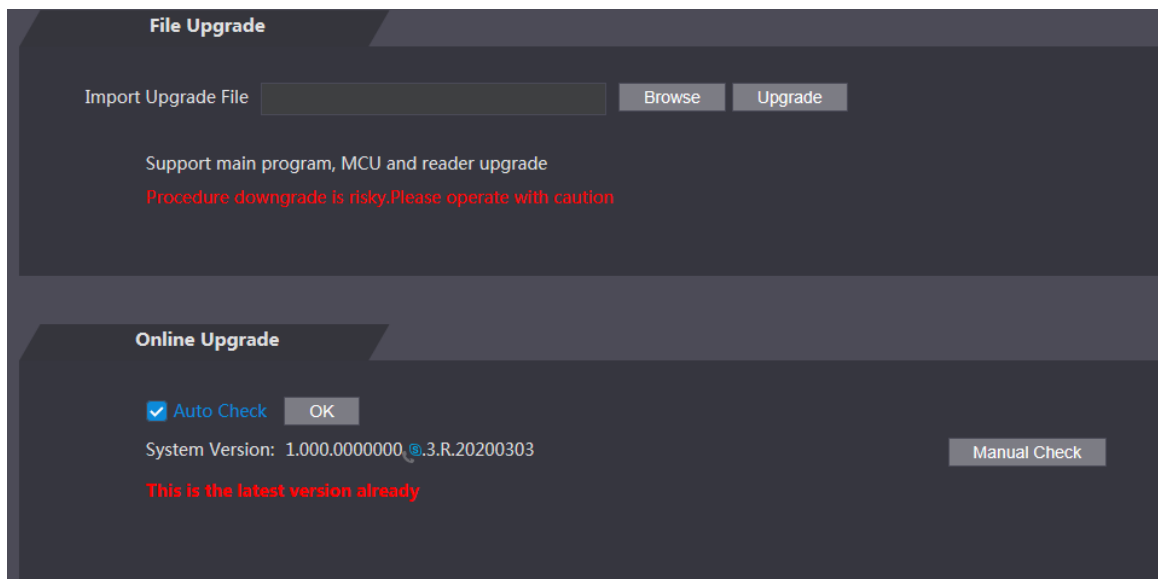 File Upgrade
Import Upgrade File Browse Upgrade
Support main program, MCU and reader upgrade
Procedure downgrade is risky.Please operate with caution
Online Upgrade
Auto Check OK
System Version: 1.000.0000000.3.R.20200303 Manual Check
This is the latest version already